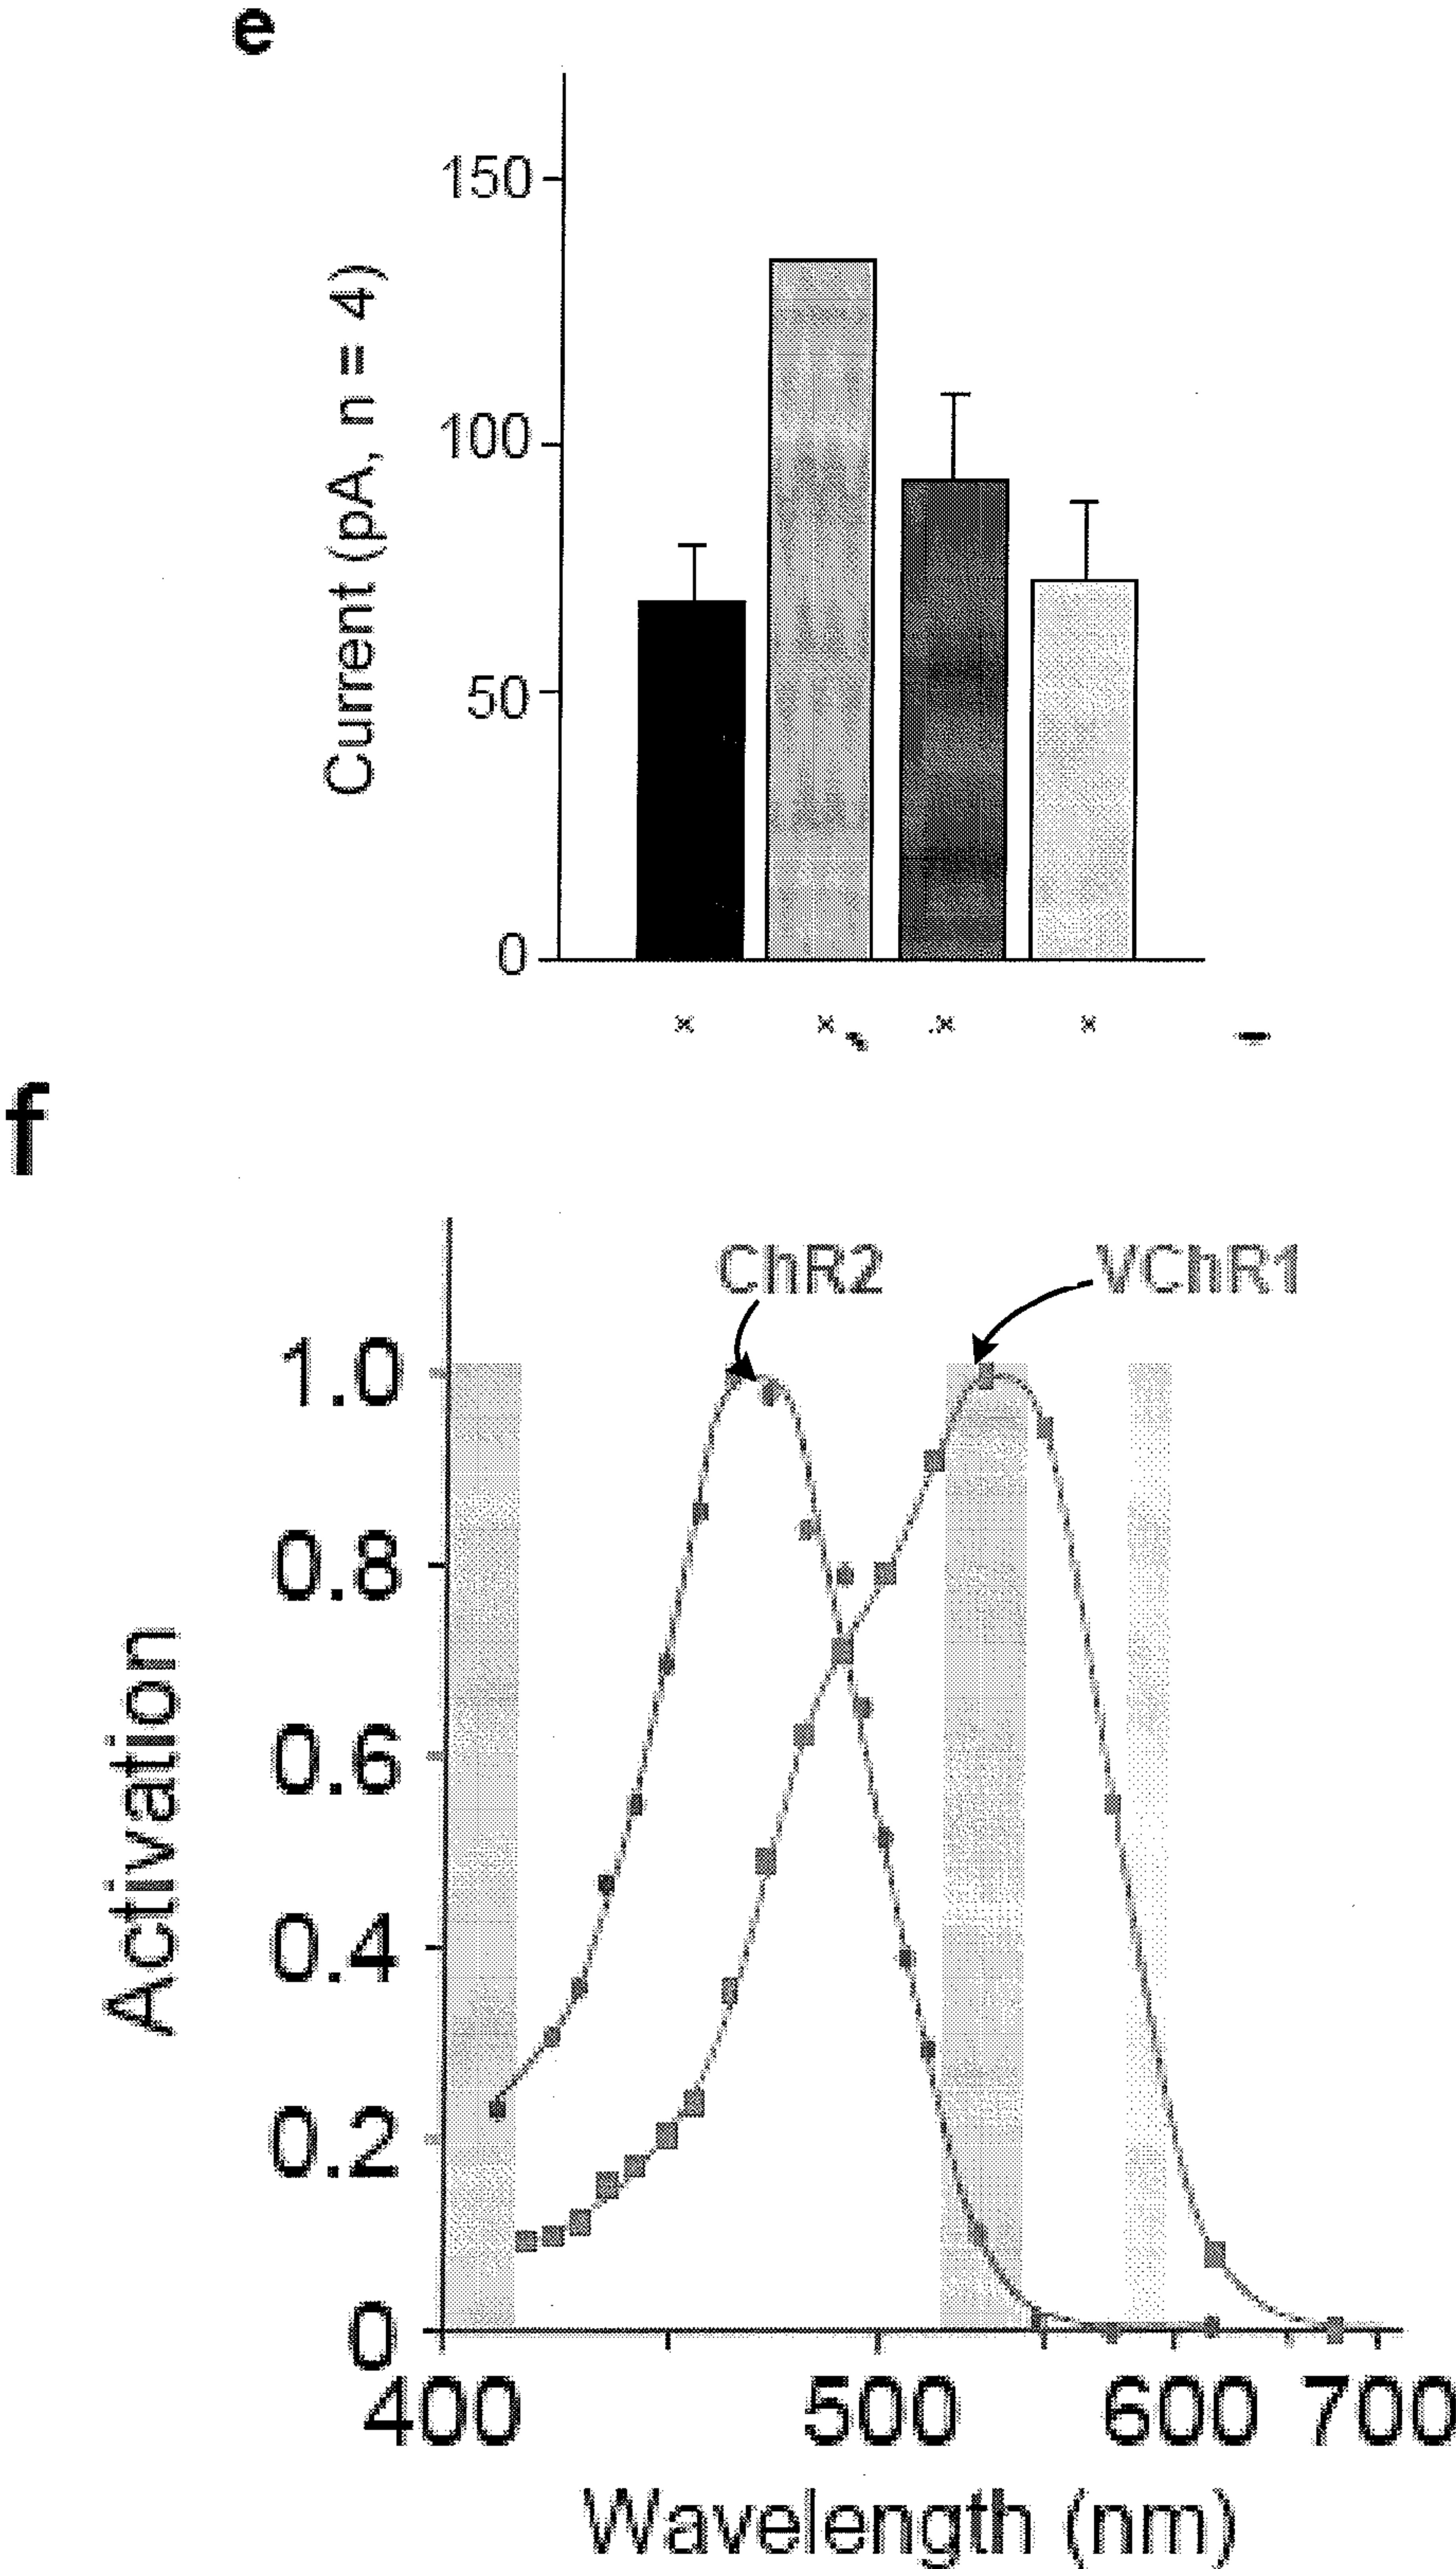 e
150
100
50
0
Current (pA, n = 4)
f
ChR2
VChR1
1.0
0.8
0.6
0.4
0.2
0
Activation
400 500 600 700
Wavelength (nm)